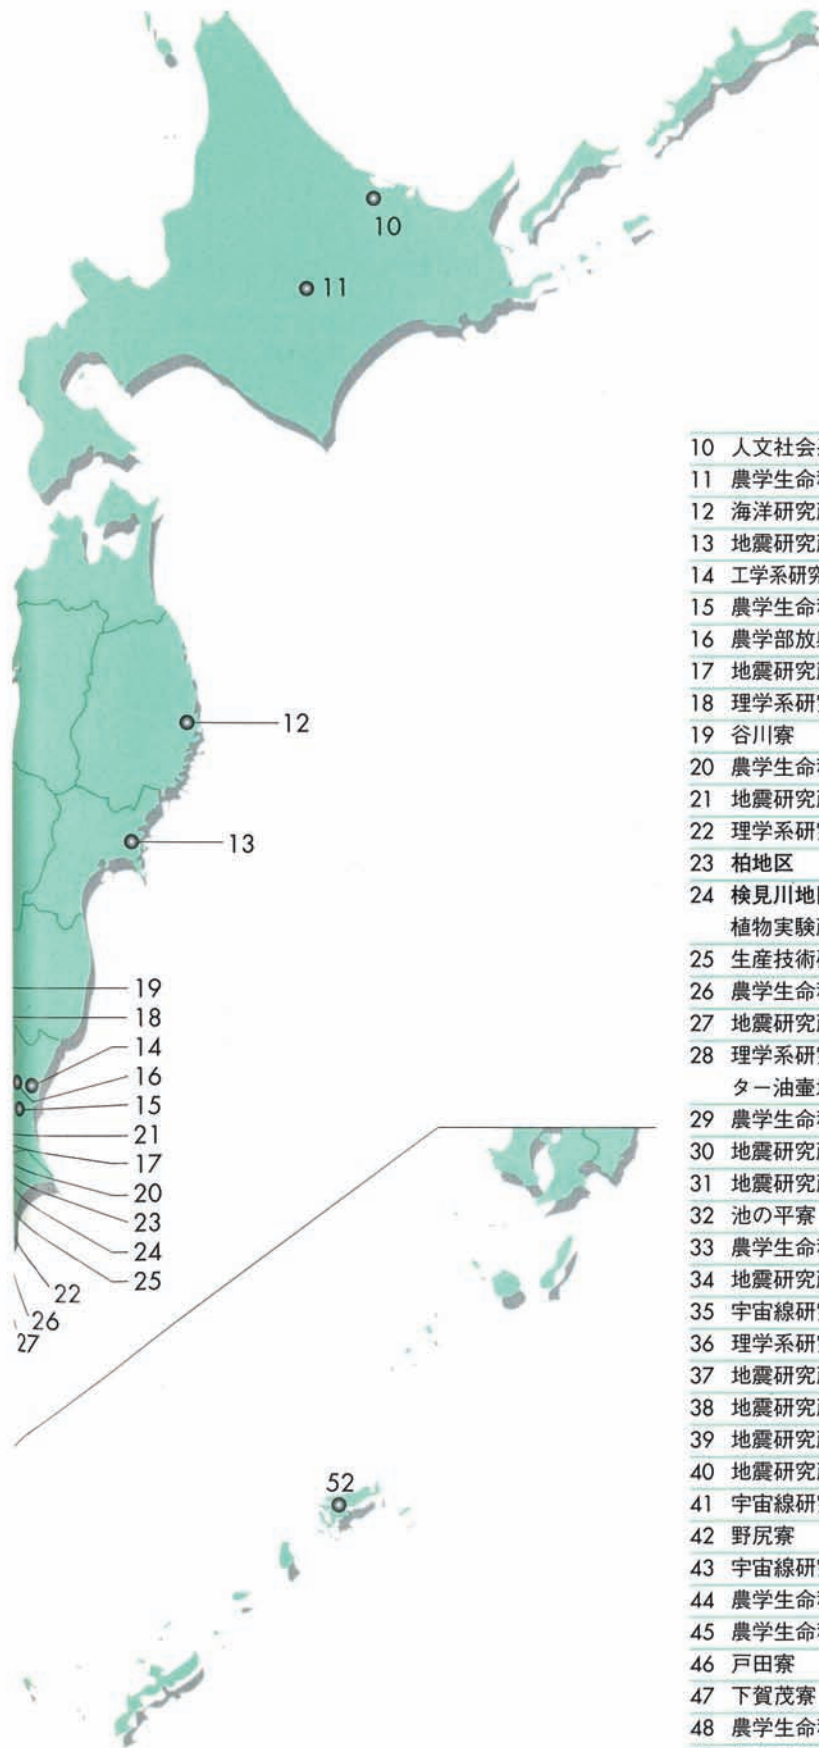 10
11
12
13
19
18
14
16
15
21
17
20
23
24
25
22
26
27
52
10 人文社会
11 農学生命
12 海洋研究
13 地震研究
14 工学系研究
15 農学生命
16 農学部放
17 地震研究
18 理学系研
19 谷川寮
20 農学生命
21 地震研究
22 理学系研
23 柏地区
24 検見川地
植物実験
25 生産技術
26 農学生命
27 地震研究
28 理学系研
ター油壷
29 農学生命
30 地震研究
31 地震研究
32 池の平寮
33 農学生命
34 地震研究
35 宇宙線研
36 理学系研
37 地震研究
38 地震研究
39 地震研究
40 地震研究
41 宇宙線研
42 野尻寮
43 宇宙線研
44 農学生命
45 農学生命
46 戸田寮
47 下賀茂寮
48 農学生命